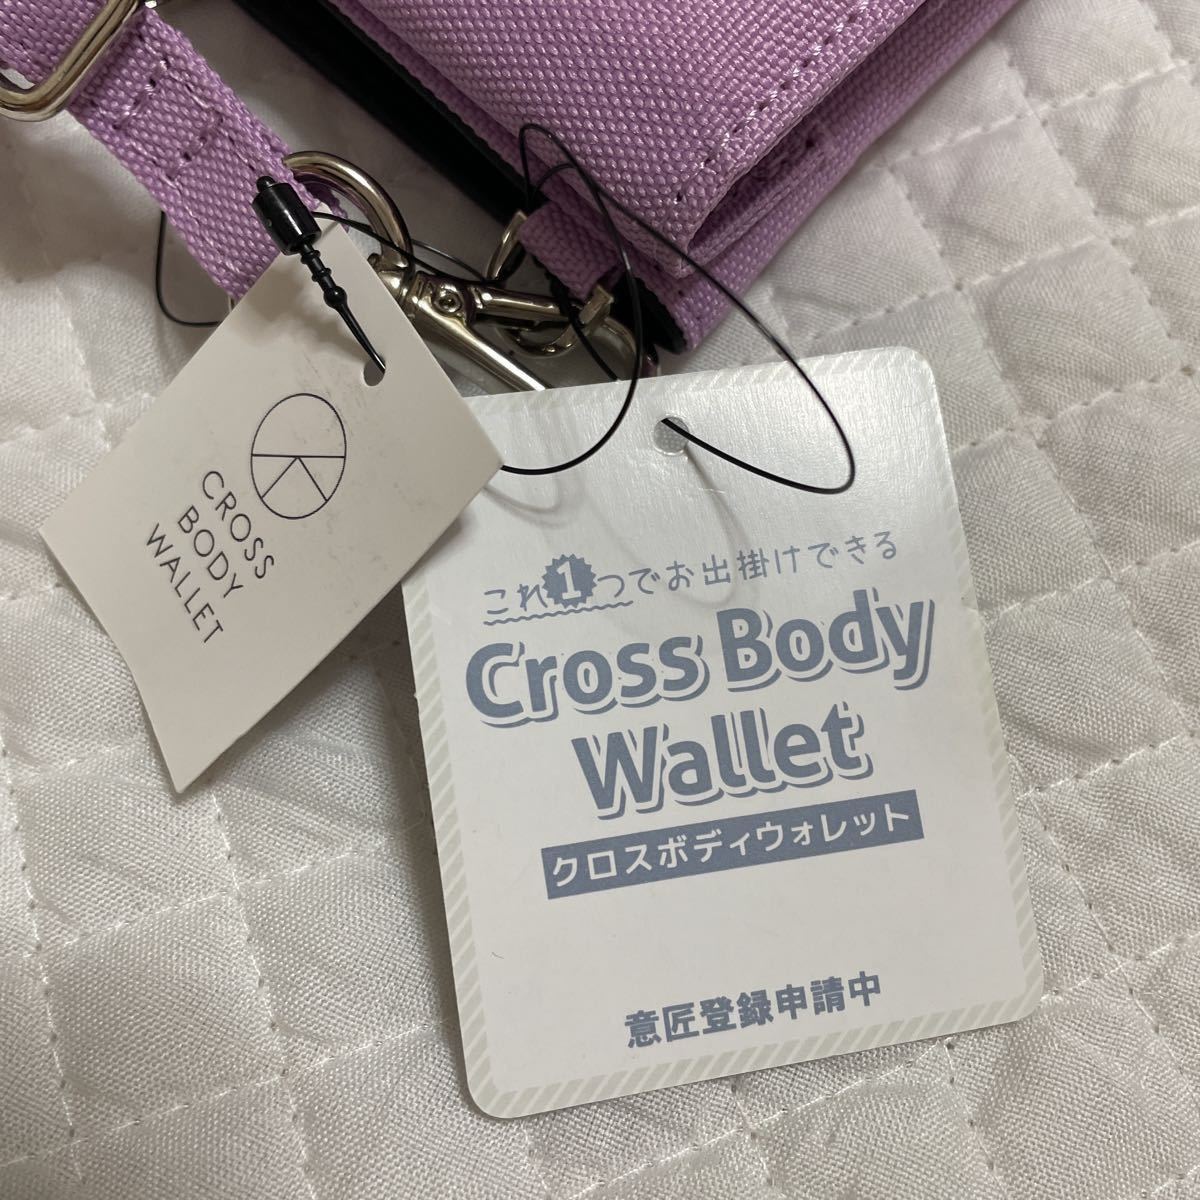 CROSS
BODY
WALLET
これ1つでお出掛けできる
Cross Body
Wallet
クロスボディウォレット
意匠登録申請中